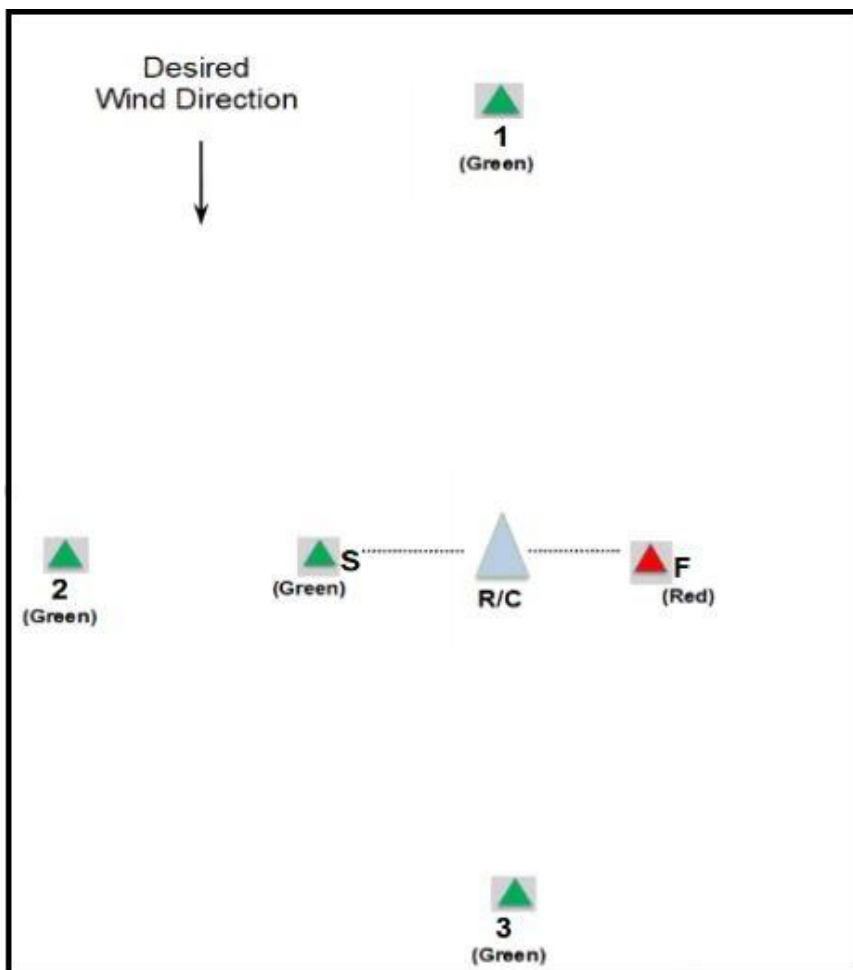 Desired
Wind Direction
1
(Green)
2
(Green)
S
(Green)
R/C
F
(Red)
3
(Green)